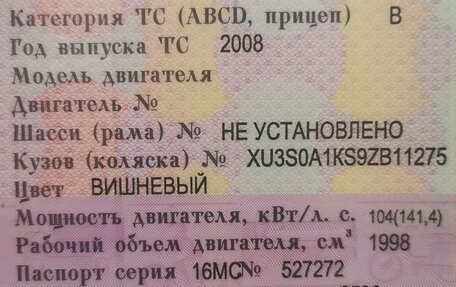 Категория ТС (ABCD, прицеп) В
Год выпуска ТС 2008
Модель двигателя
Двигатель №
Шасси (рама) № НЕ УСТАНОВЛЕНО
Кузов (коляска) № XU3S0A1KS9ZB11275
Цвет ВИШНЕВЫЙ
Мощность двигателя, кВт/л. с. 104(141,4)
Рабочий объем двигателя, см³ 1998
Паспорт серия 16МС№ 527272